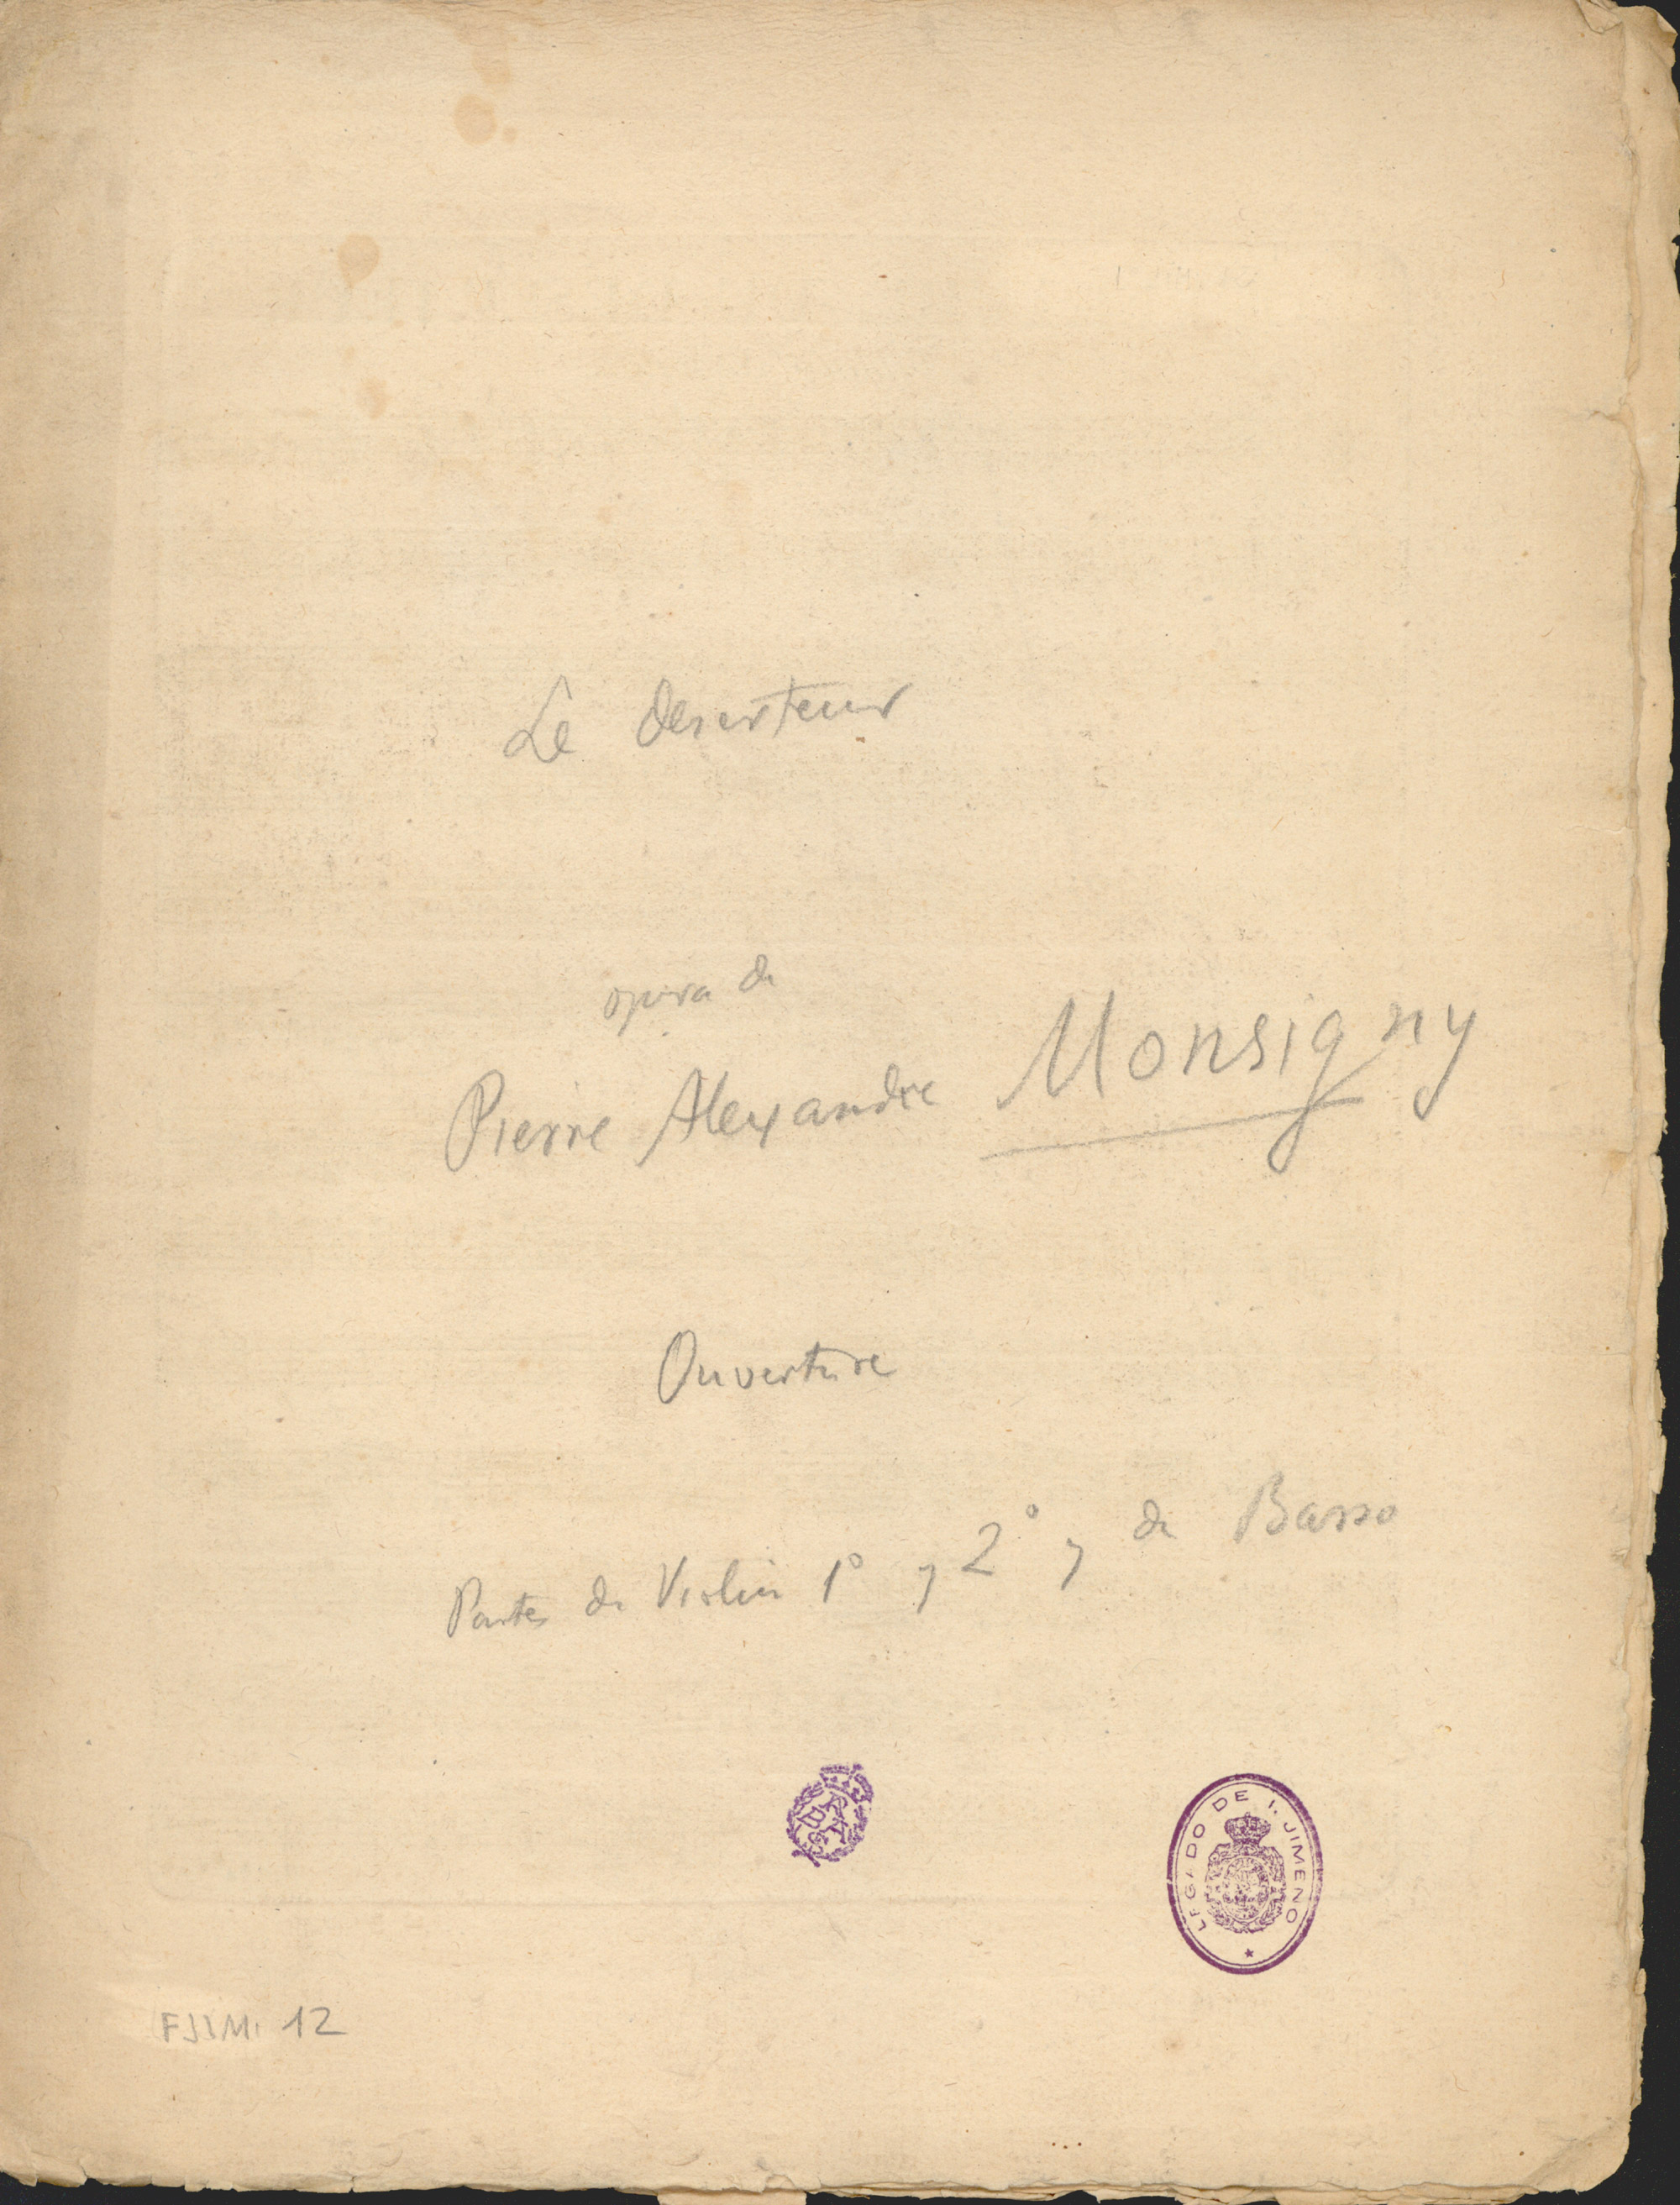 Le Deserteur
opera de
Pierre Alexandre Monsigny
Ouverture
Partes de Violin 1º y 2º y de Basso
RABASF
LEGADO DE I. JIMENO
FJIM. 12